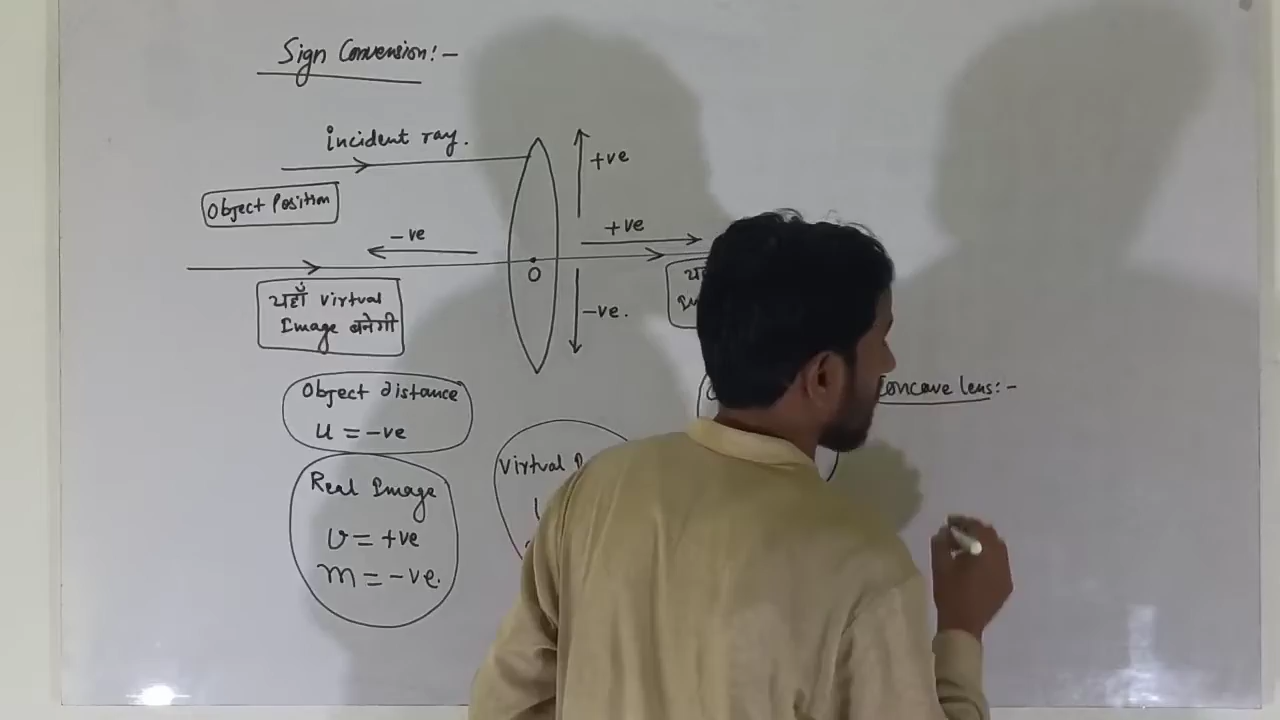 Sign Convension:-
incident ray.
+ve
Object Position
-ve
+ve
O
यहाँ virtual
Image बनेगी
-ve.
Object distance
u = -ve
Concave lens:-
Virtual
Real Image
v = +ve
m = -ve.